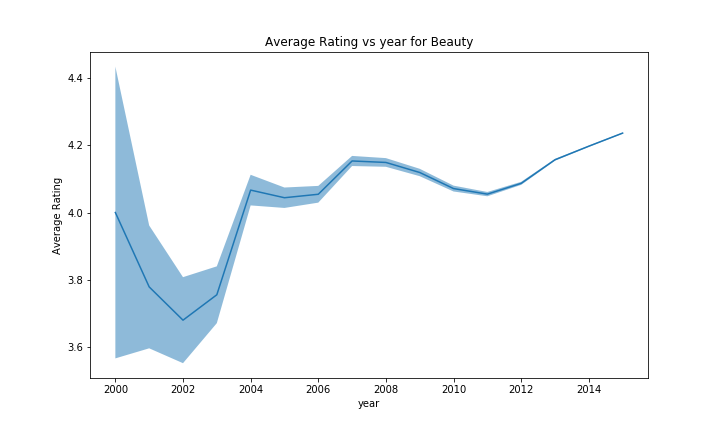 Average Rating vs year for Beauty
4.4
4.2
4.0
3.8
3.6
Average Rating
2000 2002 2004 2006 2008 2010 2012 2014
year